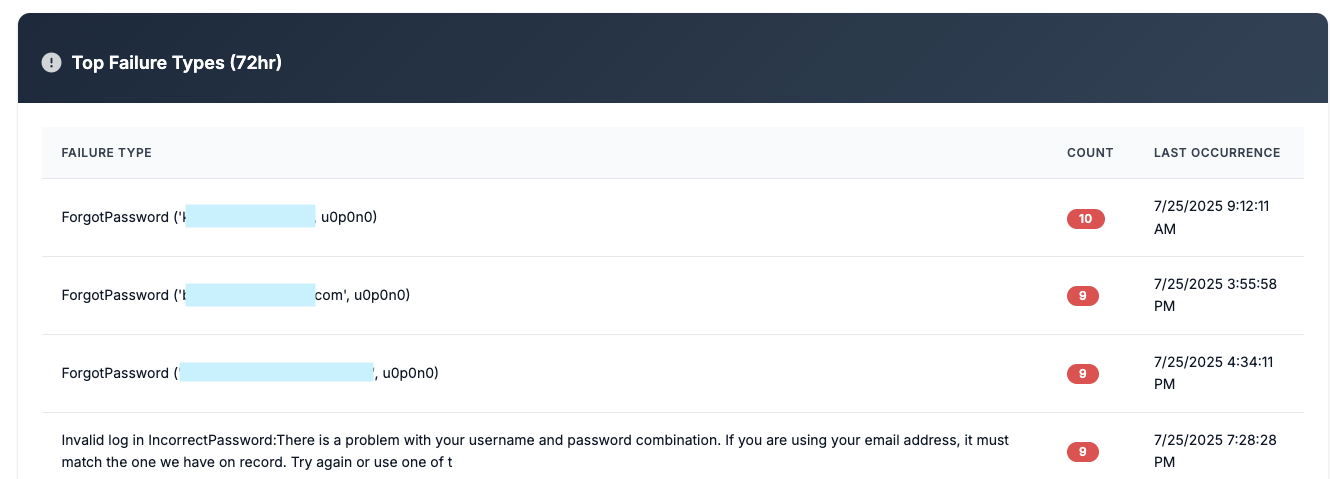 Top Failure Types (72hr)
FAILURE TYPE COUNT LAST OCCURRENCE
ForgotPassword (' , u0p0n0) 10 7/25/2025 9:12:11
AM
ForgotPassword ('b com', u0p0n0) 9 7/25/2025 3:55:58
PM
ForgotPassword (' ', u0p0n0) 9 7/25/2025 4:34:11
PM
Invalid log in IncorrectPassword:There is a problem with your username and password combination. If you are using your email address, it must
match the one we have on record. Try again or use one of t
9 7/25/2025 7:28:28
PM